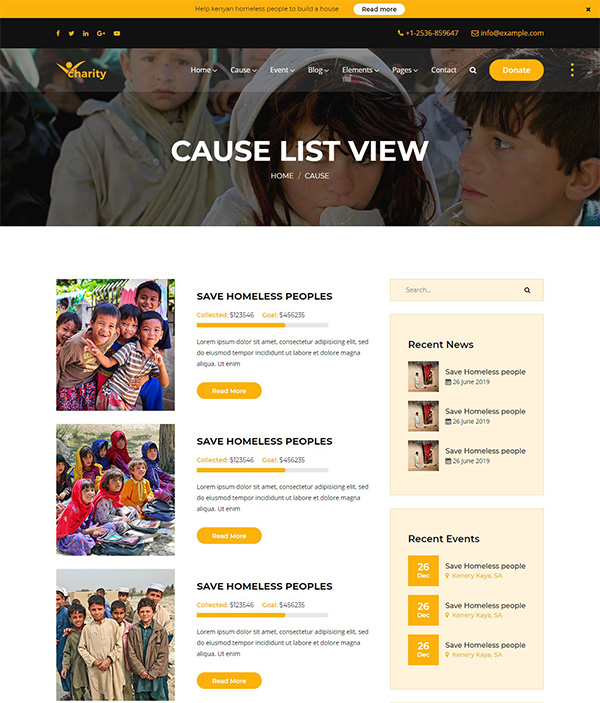 Help kenyan homeless people to build a house
Read more
+1-2536-859647
info@example.com
charity
Home
Cause
Event
Blog
Elements
Pages
Contact
Donate
CAUSE LIST VIEW
HOME / CAUSE
SAVE HOMELESS PEOPLES
Collected: $123546 Goal: $456235
Lorem ipsum dolor sit amet, consectetur adipisicing elit, sed
do eiusmod tempor incididunt ut labore et dolore magna
aliqua. Ut enim
Read More
SAVE HOMELESS PEOPLES
Collected: $123546 Goal: $456235
Lorem ipsum dolor sit amet, consectetur adipisicing elit, sed
do eiusmod tempor incididunt ut labore et dolore magna
aliqua. Ut enim
Read More
SAVE HOMELESS PEOPLES
Collected: $123546 Goal: $456235
Lorem ipsum dolor sit amet, consectetur adipisicing elit, sed
do eiusmod tempor incididunt ut labore et dolore magna
aliqua. Ut enim
Read More
Search...
Recent News
Save Homeless people
26 June 2019
Save Homeless people
26 June 2019
Save Homeless people
26 June 2019
Recent Events
26
Dec
Save Homeless people
Kenery Kaya, SA
26
Dec
Save Homeless people
Kenery Kaya, SA
26
Dec
Save Homeless people
Kenery Kaya, SA